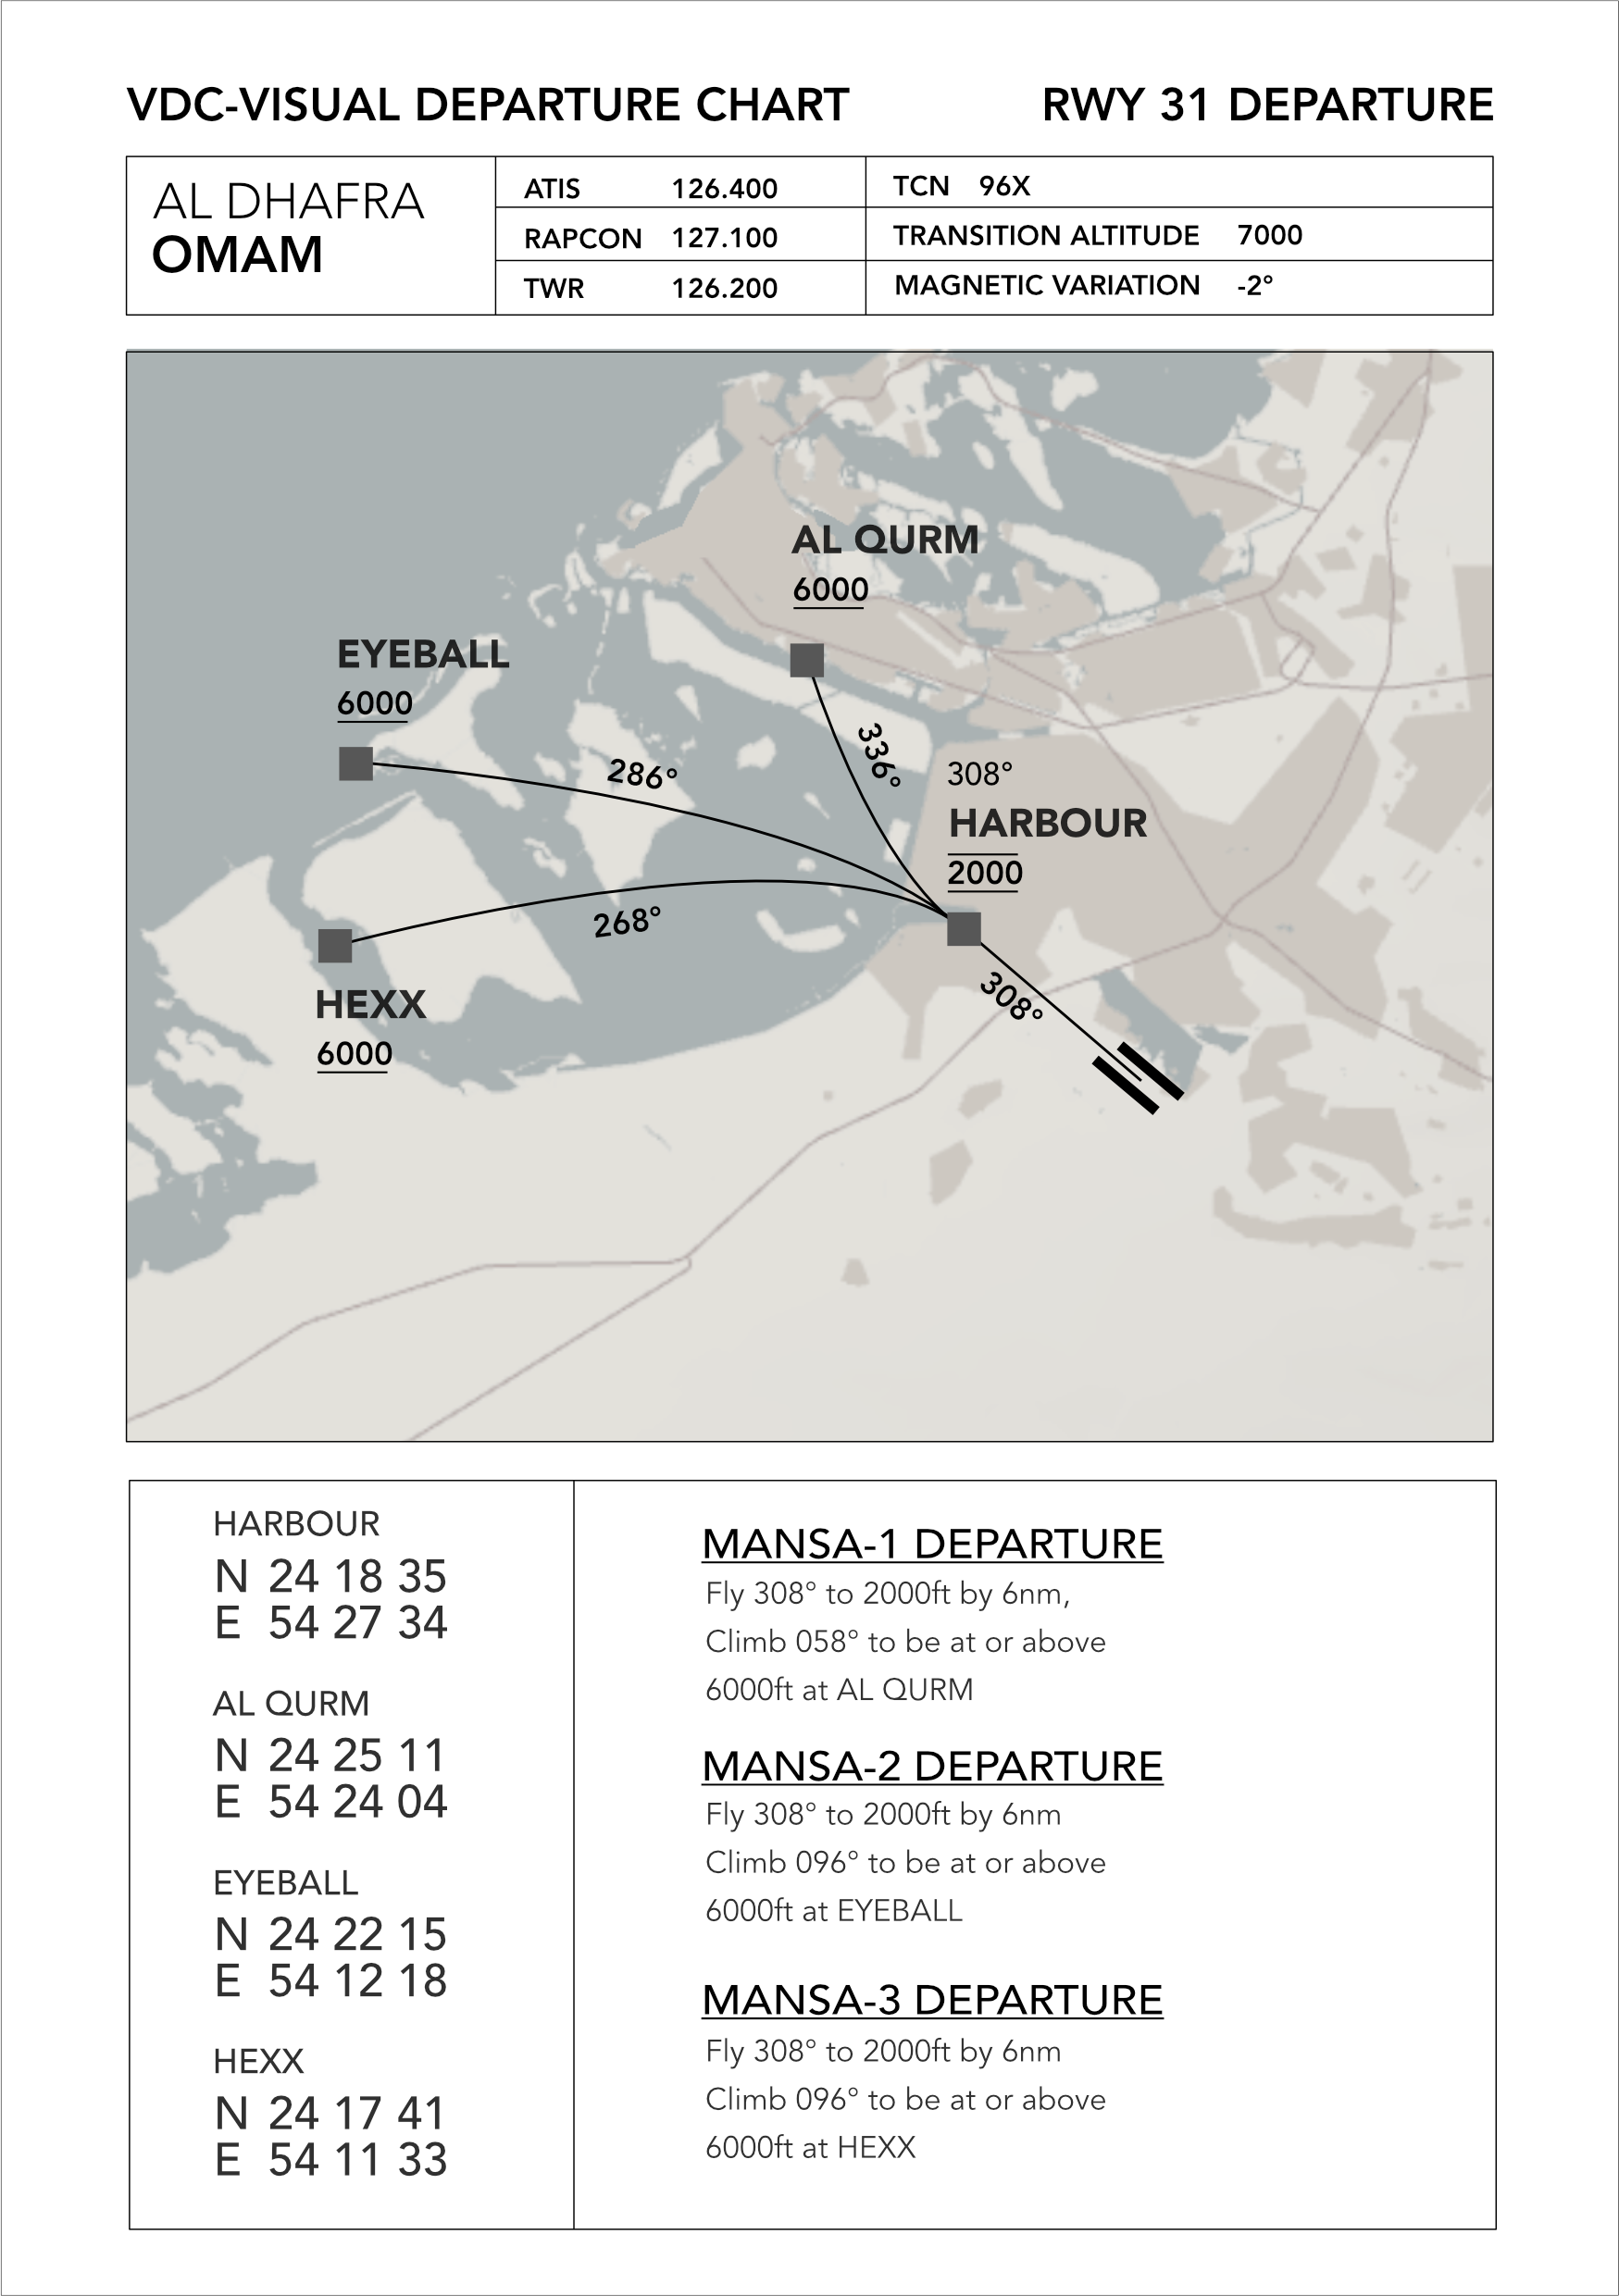 VDC-VISUAL DEPARTURE CHART
RWY 31 DEPARTURE
AL DHAFRA
OMAM
ATIS 126.400
RAPCON 127.100
TWR 126.200
TCN 96X
TRANSITION ALTITUDE 7000
MAGNETIC VARIATION -2°
AL QURM
6000
EYEBALL
6000
286°
336°
308°
HARBOUR
2000
268°
308°
HEXX
6000
HARBOUR
N 24 18 35
E 54 27 34
AL QURM
N 24 25 11
E 54 24 04
EYEBALL
N 24 22 15
E 54 12 18
HEXX
N 24 17 41
E 54 11 33
MANSA-1 DEPARTURE
Fly 308° to 2000ft by 6nm,
Climb 058° to be at or above
6000ft at AL QURM
MANSA-2 DEPARTURE
Fly 308° to 2000ft by 6nm
Climb 096° to be at or above
6000ft at EYEBALL
MANSA-3 DEPARTURE
Fly 308° to 2000ft by 6nm
Climb 096° to be at or above
6000ft at HEXX